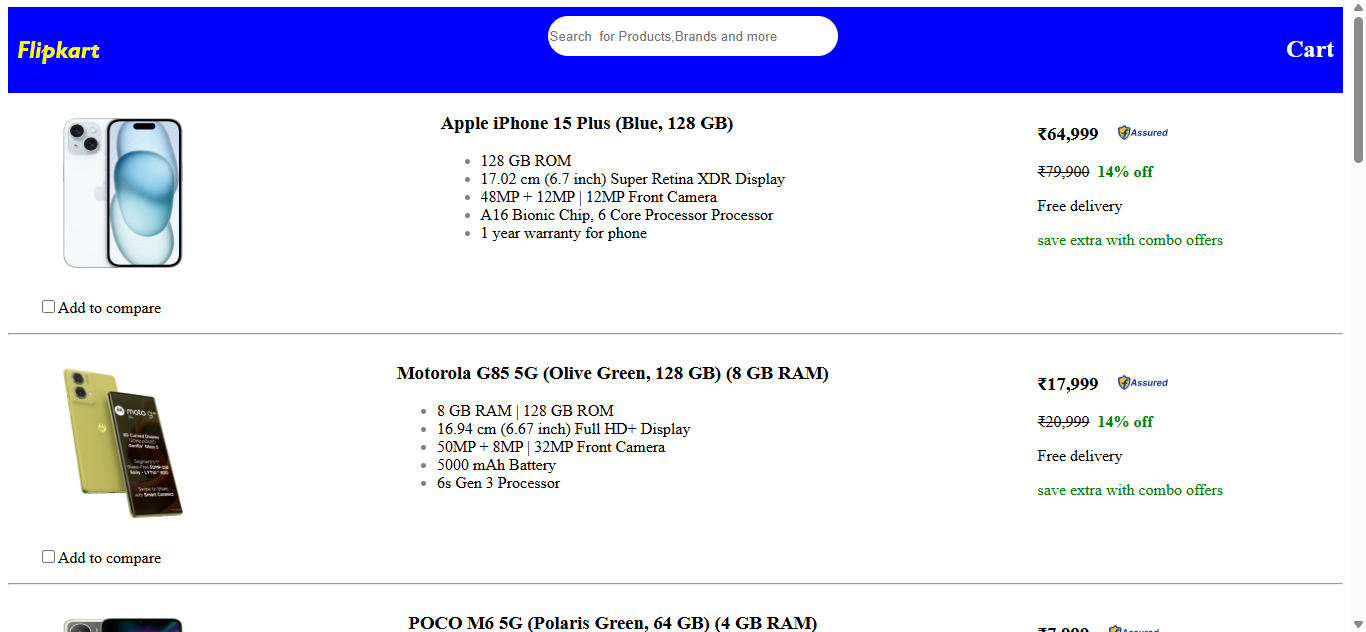 Flipkart
Search for Products,Brands and more
Cart
Apple iPhone 15 Plus (Blue, 128 GB)
128 GB ROM
17.02 cm (6.7 inch) Super Retina XDR Display
48MP + 12MP | 12MP Front Camera
A16 Bionic Chip, 6 Core Processor Processor
1 year warranty for phone
₹64,999 Assured
₹79,900 14% off
Free delivery
save extra with combo offers
Add to compare
Motorola G85 5G (Olive Green, 128 GB) (8 GB RAM)
8 GB RAM | 128 GB ROM
16.94 cm (6.67 inch) Full HD+ Display
50MP + 8MP | 32MP Front Camera
5000 mAh Battery
6s Gen 3 Processor
₹17,999 Assured
₹20,999 14% off
Free delivery
save extra with combo offers
moto
Add to compare
POCO M6 5G (Polaris Green, 64 GB) (4 GB RAM)
₹7,999 Assured